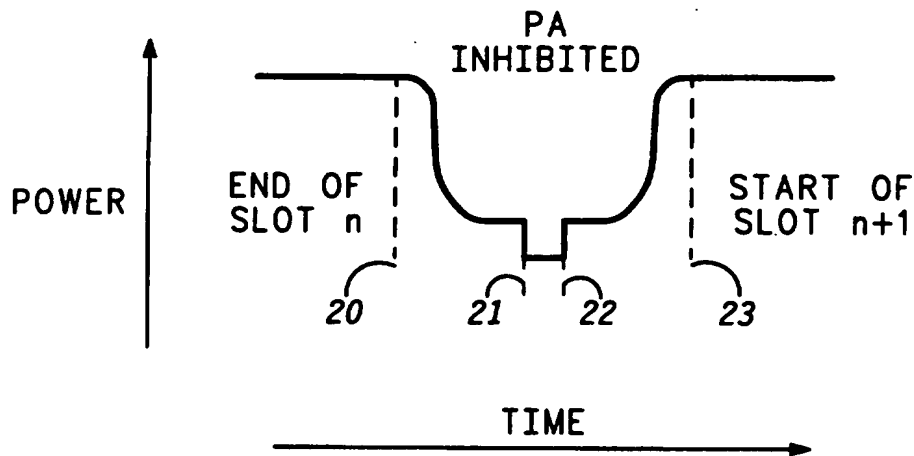 PA
INHIBITED
POWER
END OF
SLOT n
START OF
SLOT n+1
20
21
22
23
TIME